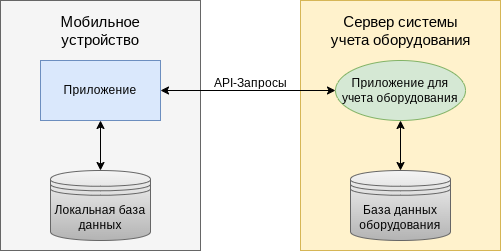 Мобильное
устройство
Сервер системы
учета оборудования
Приложение
API-Запросы
Приложение для
учета оборудования
Локальная база
данных
База данных
оборудования